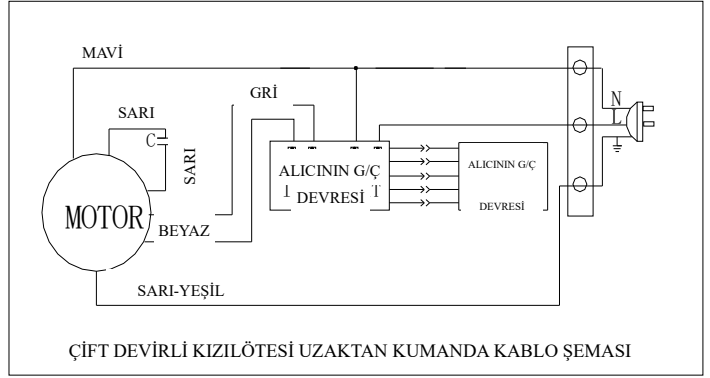 MAVİ
GRİ
SARI
C
SARI
N
L
ALICININ G/Ç
DEVRESİ
ALICININ G/Ç
DEVRESİ
MOTOR
BEYAZ
SARI-YEŞİL
ÇİFT DEVİRLİ KIZILÖTESİ UZAKTAN KUMANDA KABLO ŞEMASI